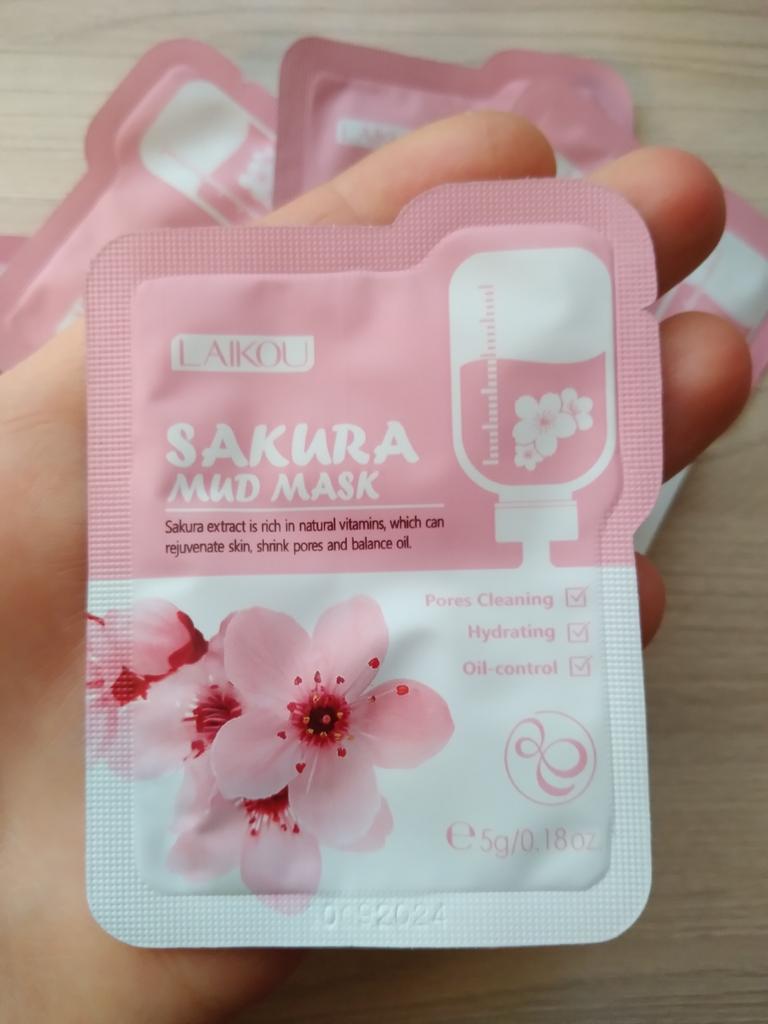 LAIKOU
SAKURA
MUD MASK
Sakura extract is rich in natural vitamins, which can
rejuvenate skin, shrink pores and balance oil.
Pores Cleaning
Hydrating
Oil-control
℮ 5g/0.18oz